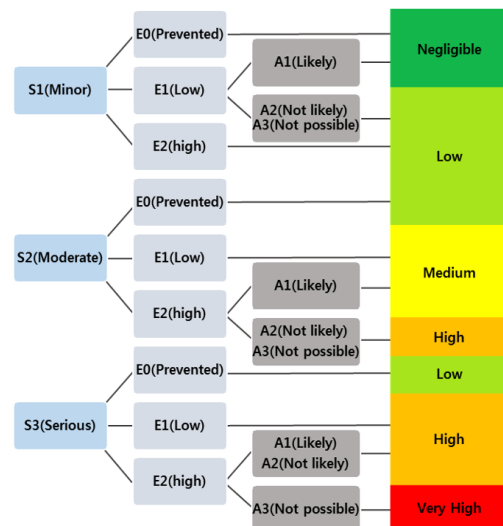 E0(Prevented)
Negligible
A1(Likely)
S1(Minor)
E1(Low)
A2(Not likely)
A3(Not possible)
E2(high)
Low
E0(Prevented)
S2(Moderate)
E1(Low)
Medium
A1(Likely)
E2(high)
A2(Not likely)
A3(Not possible)
High
E0(Prevented)
Low
S3(Serious)
E1(Low)
High
A1(Likely)
A2(Not likely)
E2(high)
A3(Not possible)
Very High